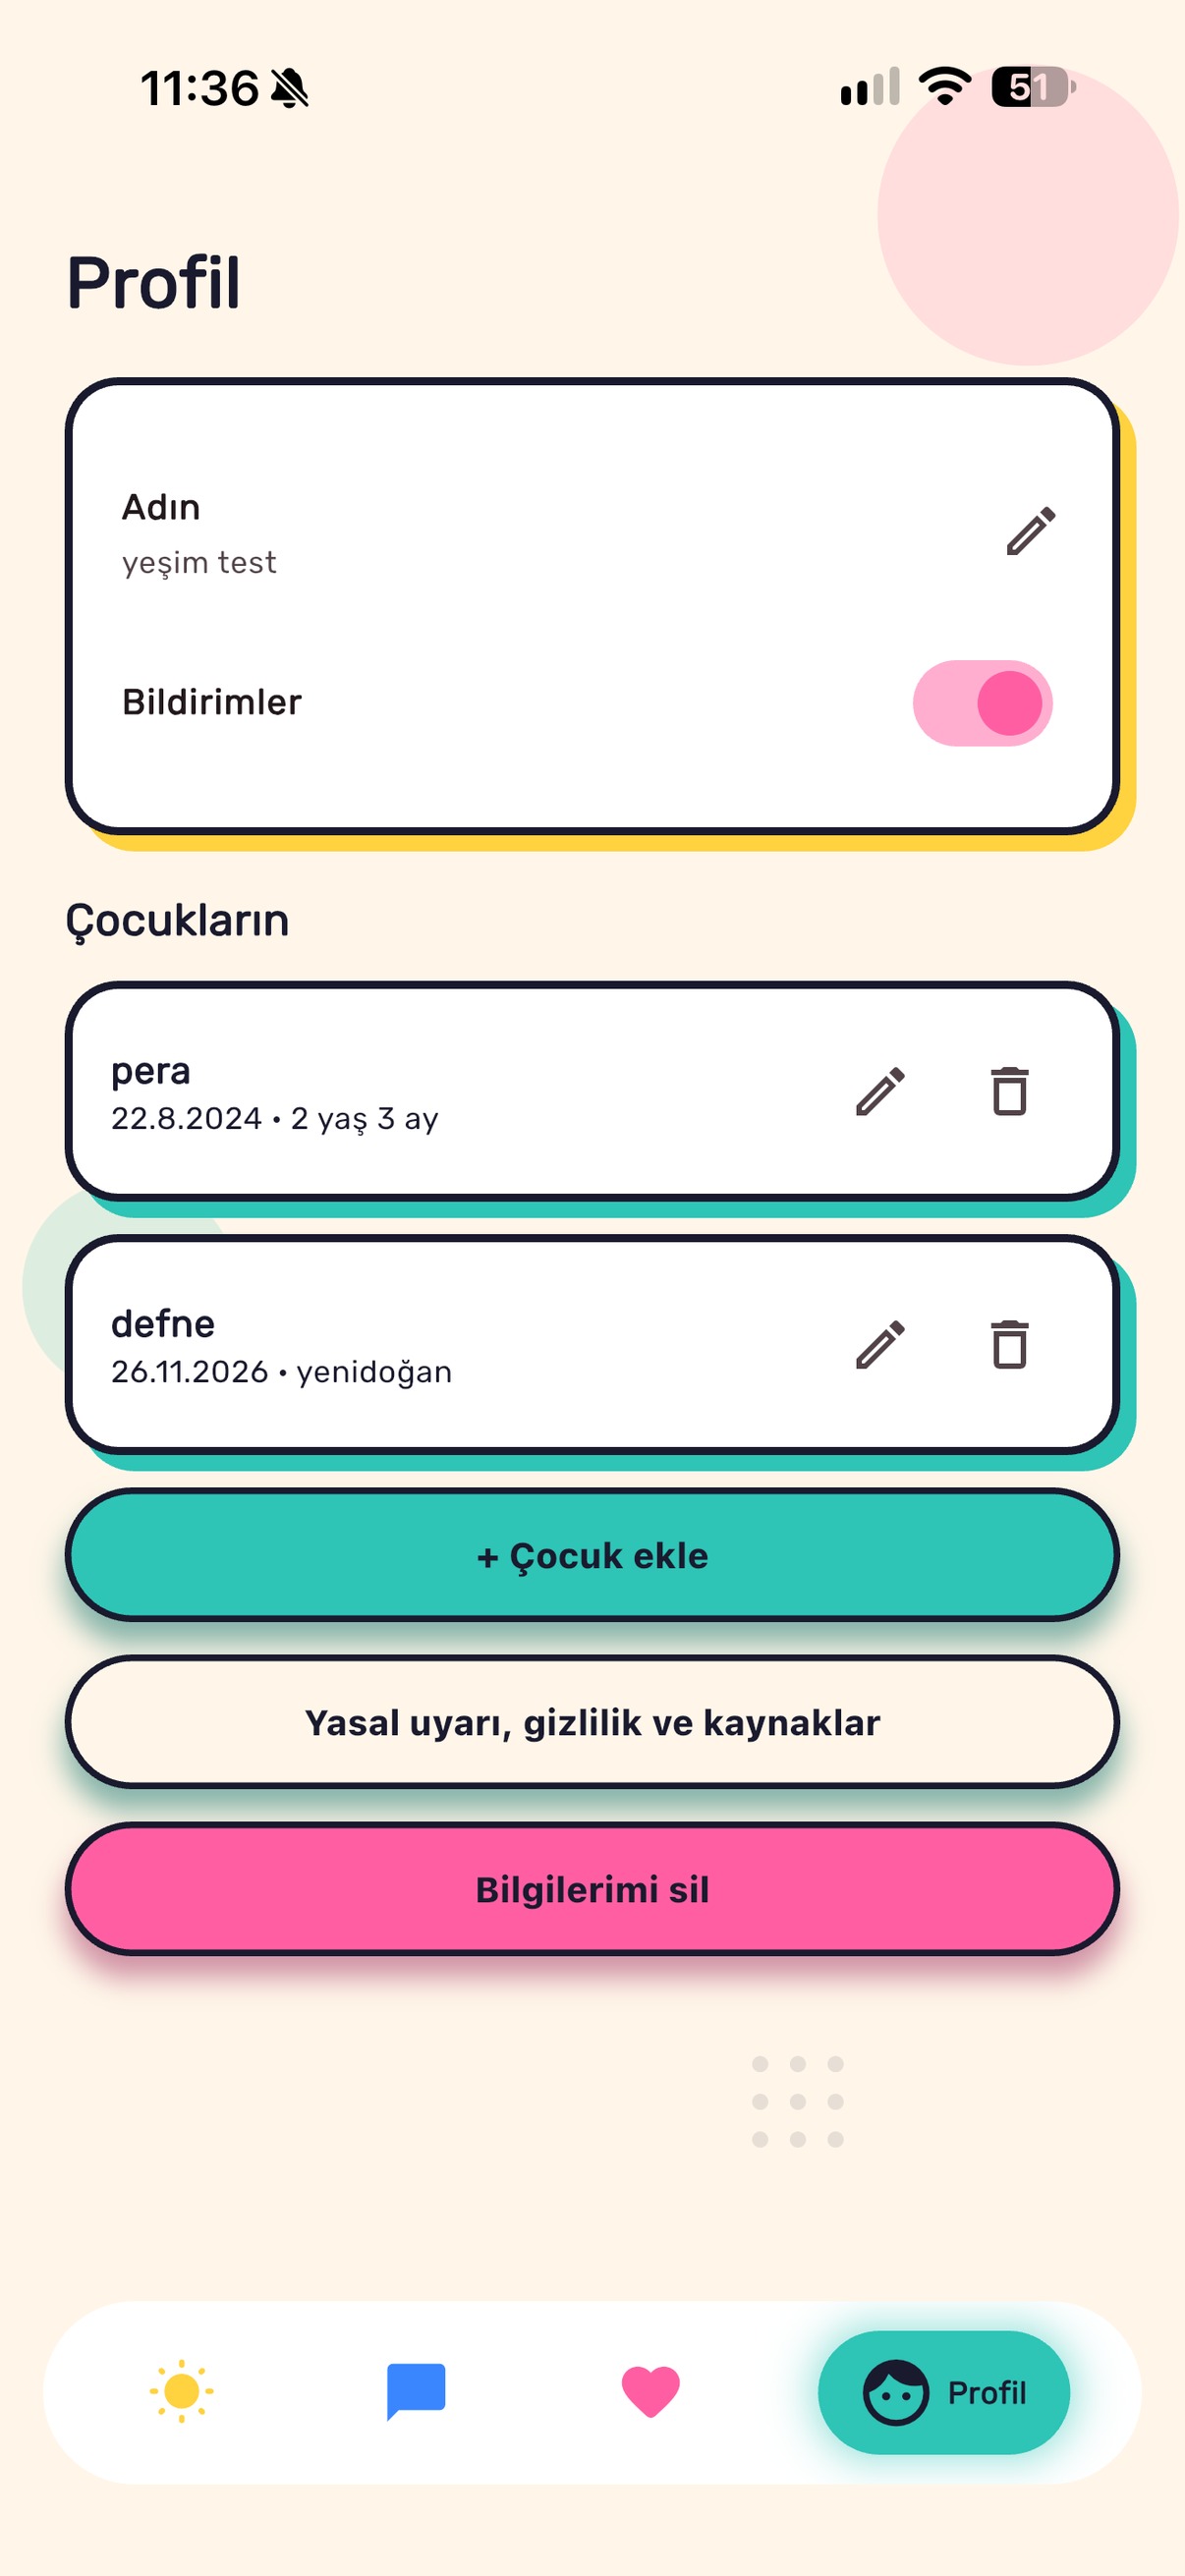 11:36
51
Profil
Adın
yeşim test
Bildirimler
Çocukların
pera
22.8.2024 • 2 yaş 3 ay
defne
26.11.2026 • yenidoğan
+ Çocuk ekle
Yasal uyarı, gizlilik ve kaynaklar
Bilgilerimi sil
Profil